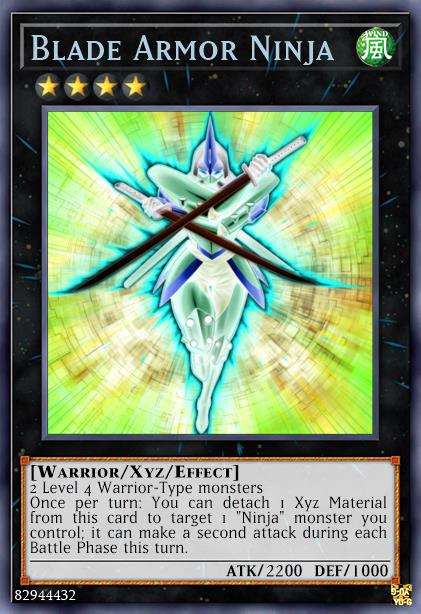 Blade Armor Ninja
WIND
風
[Warrior/Xyz/Effect]
2 Level 4 Warrior-Type monsters
Once per turn: You can detach 1 Xyz Material
from this card to target 1 "Ninja" monster you
control; it can make a second attack during each
Battle Phase this turn.
ATK/2200 DEF/1000
82944432